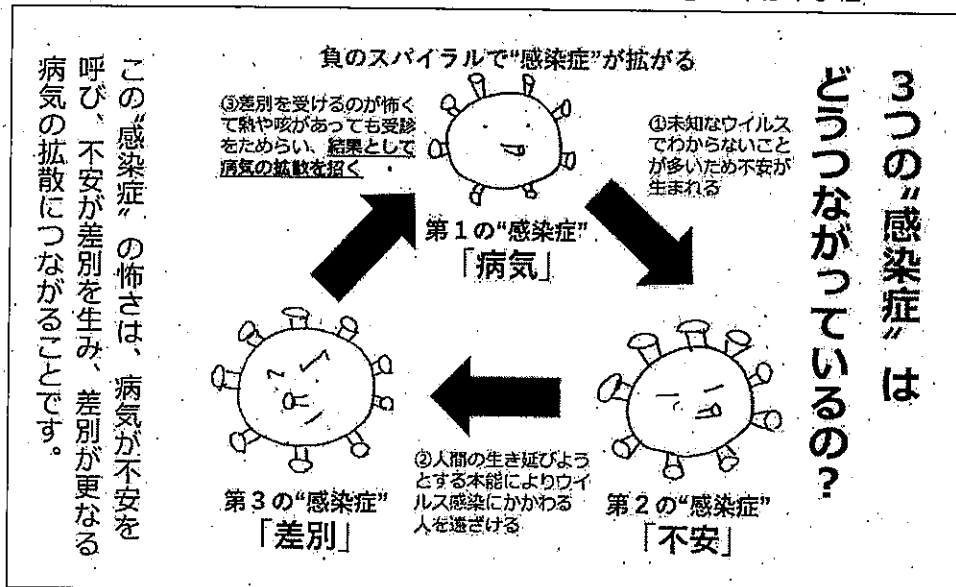 3つの“感染症”は
どうつながっているの?
負のスパイラルで“感染症”が拡がる
①未知なウイルス
でわからないこと
が多いため不安が
生まれる
第1の“感染症”
「病気」
②人間の生き延びよう
とする本能によりウイ
ルス感染にかかわる
人を遠ざける
第2の“感染症”
「不安」
③差別を受けるのが怖く
て熱や咳があっても受診
をためらい、結果として
病気の拡散を招く
第3の“感染症”
「差別」
この“感染症”の怖さは、病気が不安を
呼び、不安が差別を生み、差別が更なる
病気の拡散につながることです。